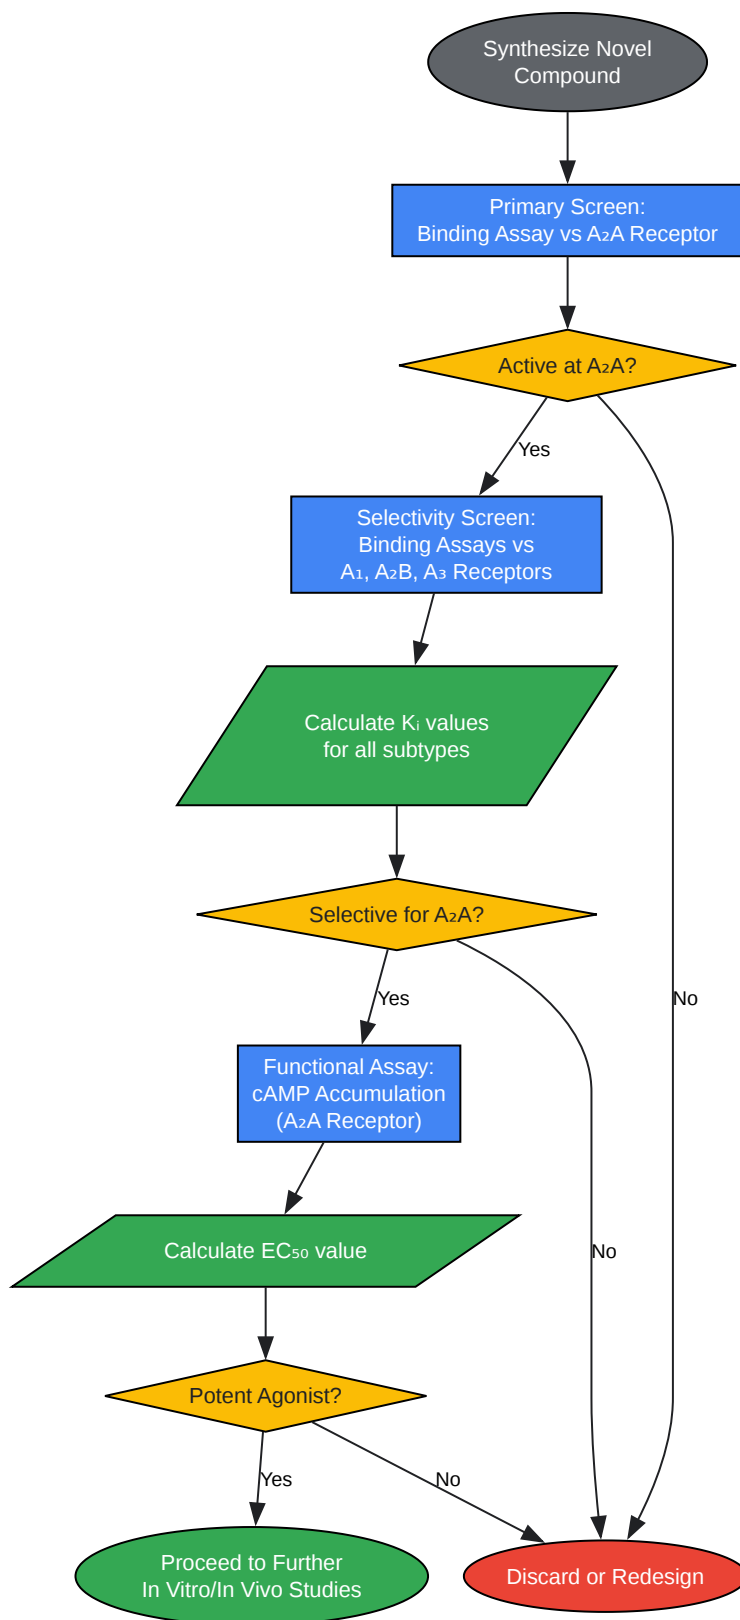 Synthesize Novel
Compound
Primary Screen:
Binding Assay vs A₂A Receptor
Active at A₂A?
Yes
Selectivity Screen:
Binding Assays vs
A₁, A₂B, A₃ Receptors
Calculate Kᵢ values
for all subtypes
Selective for A₂A?
Yes
No
Functional Assay:
cAMP Accumulation
(A₂A Receptor)
Calculate EC₅₀ value
No
Potent Agonist?
Yes
No
Proceed to Further
In Vitro/In Vivo Studies
Discard or Redesign